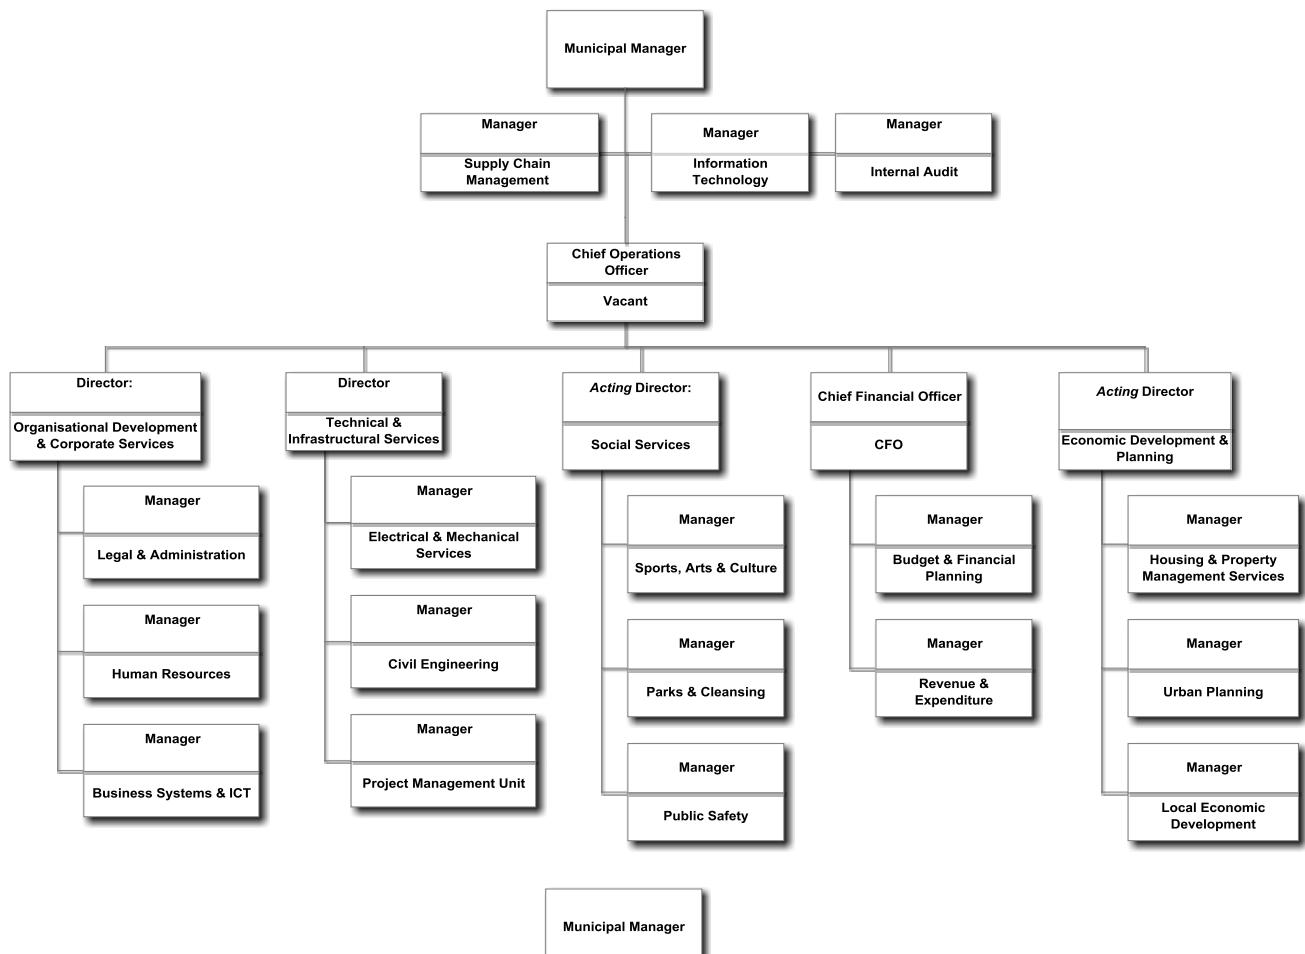 Municipal Manager
Manager
Supply Chain
Management
Manager
Information
Technology
Manager
Internal Audit
Chief Operations
Officer
Vacant
Director:
Organisational Development
& Corporate Services
Manager
Legal & Administration
Manager
Human Resources
Manager
Business Systems & ICT
Director
Technical &
Infrastructural Services
Manager
Electrical & Mechanical
Services
Manager
Civil Engineering
Manager
Project Management Unit
Acting Director:
Social Services
Manager
Sports, Arts & Culture
Manager
Parks & Cleansing
Manager
Public Safety
Chief Financial Officer
CFO
Manager
Budget & Financial
Planning
Manager
Revenue &
Expenditure
Acting Director
Economic Development &
Planning
Manager
Housing & Property
Management Services
Manager
Urban Planning
Manager
Local Economic
Development
Municipal Manager